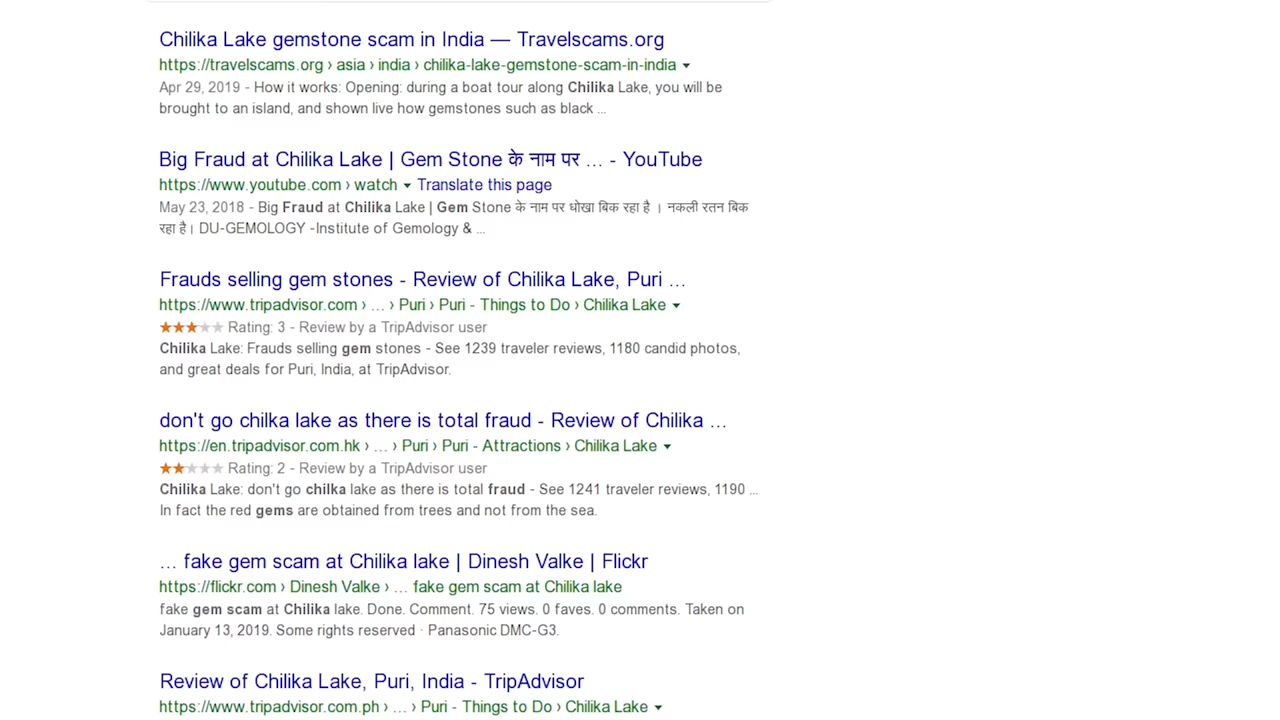 Chilika Lake gemstone scam in India — Travelscams.org
https://travelscams.org › asia › india › chilika-lake-gemstone-scam-in-india
Apr 29, 2019 - How it works: Opening: during a boat tour along Chilika Lake, you will be
brought to an island, and shown live how gemstones such as black ...
Big Fraud at Chilika Lake | Gem Stone के नाम पर ... - YouTube
https://www.youtube.com › watch Translate this page
May 23, 2018 - Big Fraud at Chilika Lake | Gem Stone के नाम पर धोखा बिक रहा है । नकली रतन बिक
रहा है। DU-GEMOLOGY -Institute of Gemology & ...
Frauds selling gem stones - Review of Chilika Lake, Puri ...
https://www.tripadvisor.com › ... › Puri › Puri - Things to Do › Chilika Lake
Rating: 3 - Review by a TripAdvisor user
Chilika Lake: Frauds selling gem stones - See 1239 traveler reviews, 1180 candid photos,
and great deals for Puri, India, at TripAdvisor.
don't go chilka lake as there is total fraud - Review of Chilika ...
https://en.tripadvisor.com.hk › ... › Puri › Puri - Attractions › Chilika Lake
Rating: 2 - Review by a TripAdvisor user
Chilika Lake: don't go chilka lake as there is total fraud - See 1241 traveler reviews, 1190 ...
In fact the red gems are obtained from trees and not from the sea.
... fake gem scam at Chilika lake | Dinesh Valke | Flickr
https://flickr.com › Dinesh Valke › ... fake gem scam at Chilika lake
fake gem scam at Chilika lake. Done. Comment. 75 views. 0 faves. 0 comments. Taken on
January 13, 2019. Some rights reserved · Panasonic DMC-G3.
Review of Chilika Lake, Puri, India - TripAdvisor
https://www.tripadvisor.com.ph › ... › Puri - Things to Do › Chilika Lake